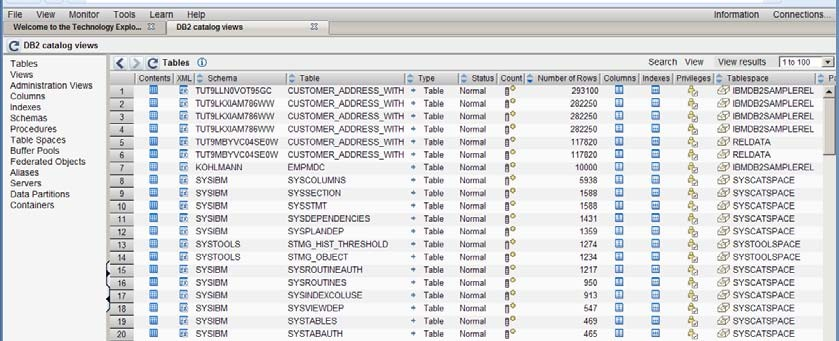 File View Monitor Tools Learn Help Information Connections...
Welcome to the Technology Explo... DB2 catalog views
DB2 catalog views
Tables
Views
Administration Views
Columns
Indexes
Schemas
Procedures
Table Spaces
Buffer Pools
Federated Objects
Aliases
Servers
Data Partitions
Containers
Tables Search View View results 1 to 100
Contents XML Schema Table Type Status Count Number of Rows Columns Indexes Privileges Tablespace
1 TUT9LLN0VOT95GC CUSTOMER_ADDRESS_WITH Table Normal 293100 IBMDB2SAMPLEREL
2 TUT9LKXIAM786WW CUSTOMER_ADDRESS_WITH Table Normal 282250 IBMDB2SAMPLEREL
3 TUT9LKXIAM786WW CUSTOMER_ADDRESS_WITH Table Normal 282250 IBMDB2SAMPLEREL
4 TUT9LKXIAM786WW CUSTOMER_ADDRESS_WITH Table Normal 282250 IBMDB2SAMPLEREL
5 TUT9MBYVC04SE0W CUSTOMER_ADDRESS_WITH Table Normal 117820 RELDATA
6 TUT9MBYVC04SE0W CUSTOMER_ADDRESS_WITH Table Normal 117820 RELDATA
7 KOHLMANN EMPMDC Table Normal 10000 IBMDB2SAMPLEREL
8 SYSIBM SYSCOLUMNS Table Normal 5938 SYSCATSPACE
9 SYSIBM SYSSECTION Table Normal 1588 SYSCATSPACE
10 SYSIBM SYSSTMT Table Normal 1588 SYSCATSPACE
11 SYSIBM SYSDEPENDENCIES Table Normal 1431 SYSCATSPACE
12 SYSIBM SYSPLANDEP Table Normal 1359 SYSCATSPACE
13 SYSTOOLS STMG_HIST_THRESHOLD Table Normal 1274 SYSTOOLSPACE
14 SYSTOOLS STMG_OBJECT Table Normal 1234 SYSTOOLSPACE
15 SYSIBM SYSROUTINEAUTH Table Normal 1217 SYSCATSPACE
16 SYSIBM SYSROUTINES Table Normal 950 SYSCATSPACE
17 SYSIBM SYSINDEXCOLUSE Table Normal 913 SYSCATSPACE
18 SYSIBM SYSVIEWDEP Table Normal 547 SYSCATSPACE
19 SYSIBM SYSTABLES Table Normal 469 SYSCATSPACE
20 SYSIBM SYSTABAUTH Table Normal 465 SYSCATSPACE